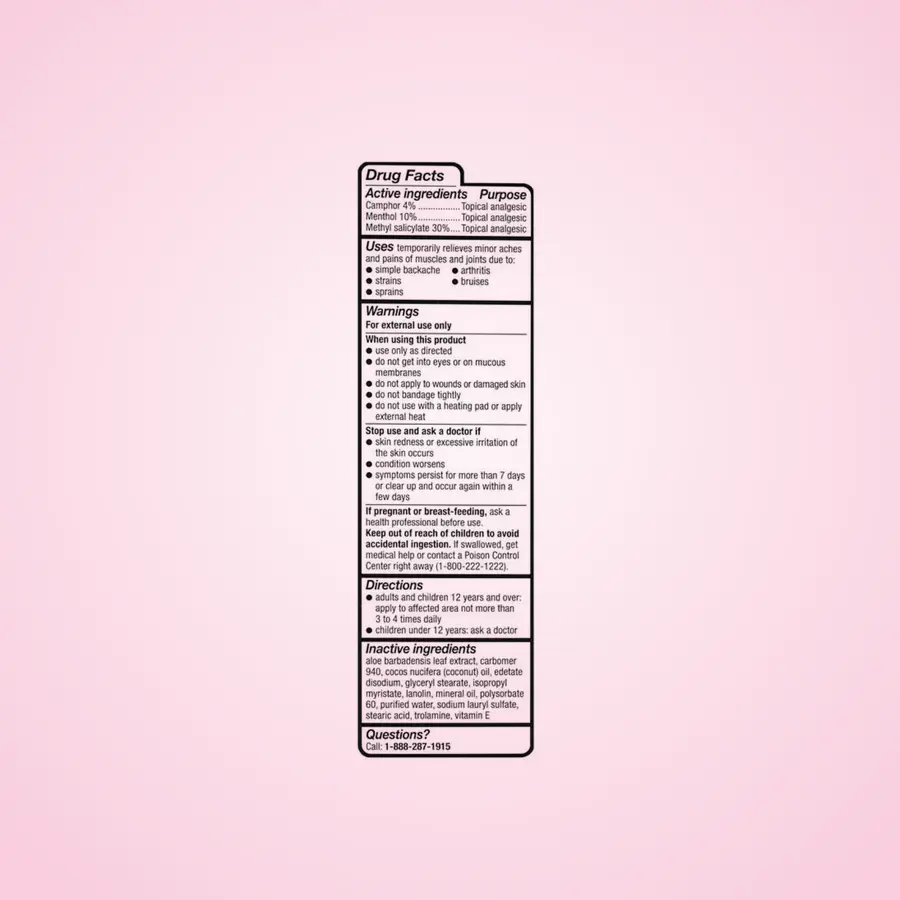 Drug Facts
Active ingredients Purpose
Camphor 4% ................ Topical analgesic
Menthol 10% ................ Topical analgesic
Methyl salicylate 30% .... Topical analgesic
Uses temporarily relieves minor aches
and pains of muscles and joints due to:
● simple backache ● arthritis
● strains ● bruises
● sprains
Warnings
For external use only
When using this product
● use only as directed
● do not get into eyes or on mucous
membranes
● do not apply to wounds or damaged skin
● do not bandage tightly
● do not use with a heating pad or apply
external heat
Stop use and ask a doctor if
● skin redness or excessive irritation of
the skin occurs
● condition worsens
● symptoms persist for more than 7 days
or clear up and occur again within a
few days
If pregnant or breast-feeding, ask a
health professional before use.
Keep out of reach of children to avoid
accidental ingestion. If swallowed, get
medical help or contact a Poison Control
Center right away (1-800-222-1222).
Directions
● adults and children 12 years and over:
apply to affected area not more than
3 to 4 times daily
● children under 12 years: ask a doctor
Inactive ingredients
aloe barbadensis leaf extract, carbomer
940, cocos nucifera (coconut) oil, edetate
disodium, glyceryl stearate, isopropyl
myristate, lanolin, mineral oil, polysorbate
60, purified water, sodium lauryl sulfate,
stearic acid, trolamine, vitamin E
Questions?
Call: 1-888-287-1915